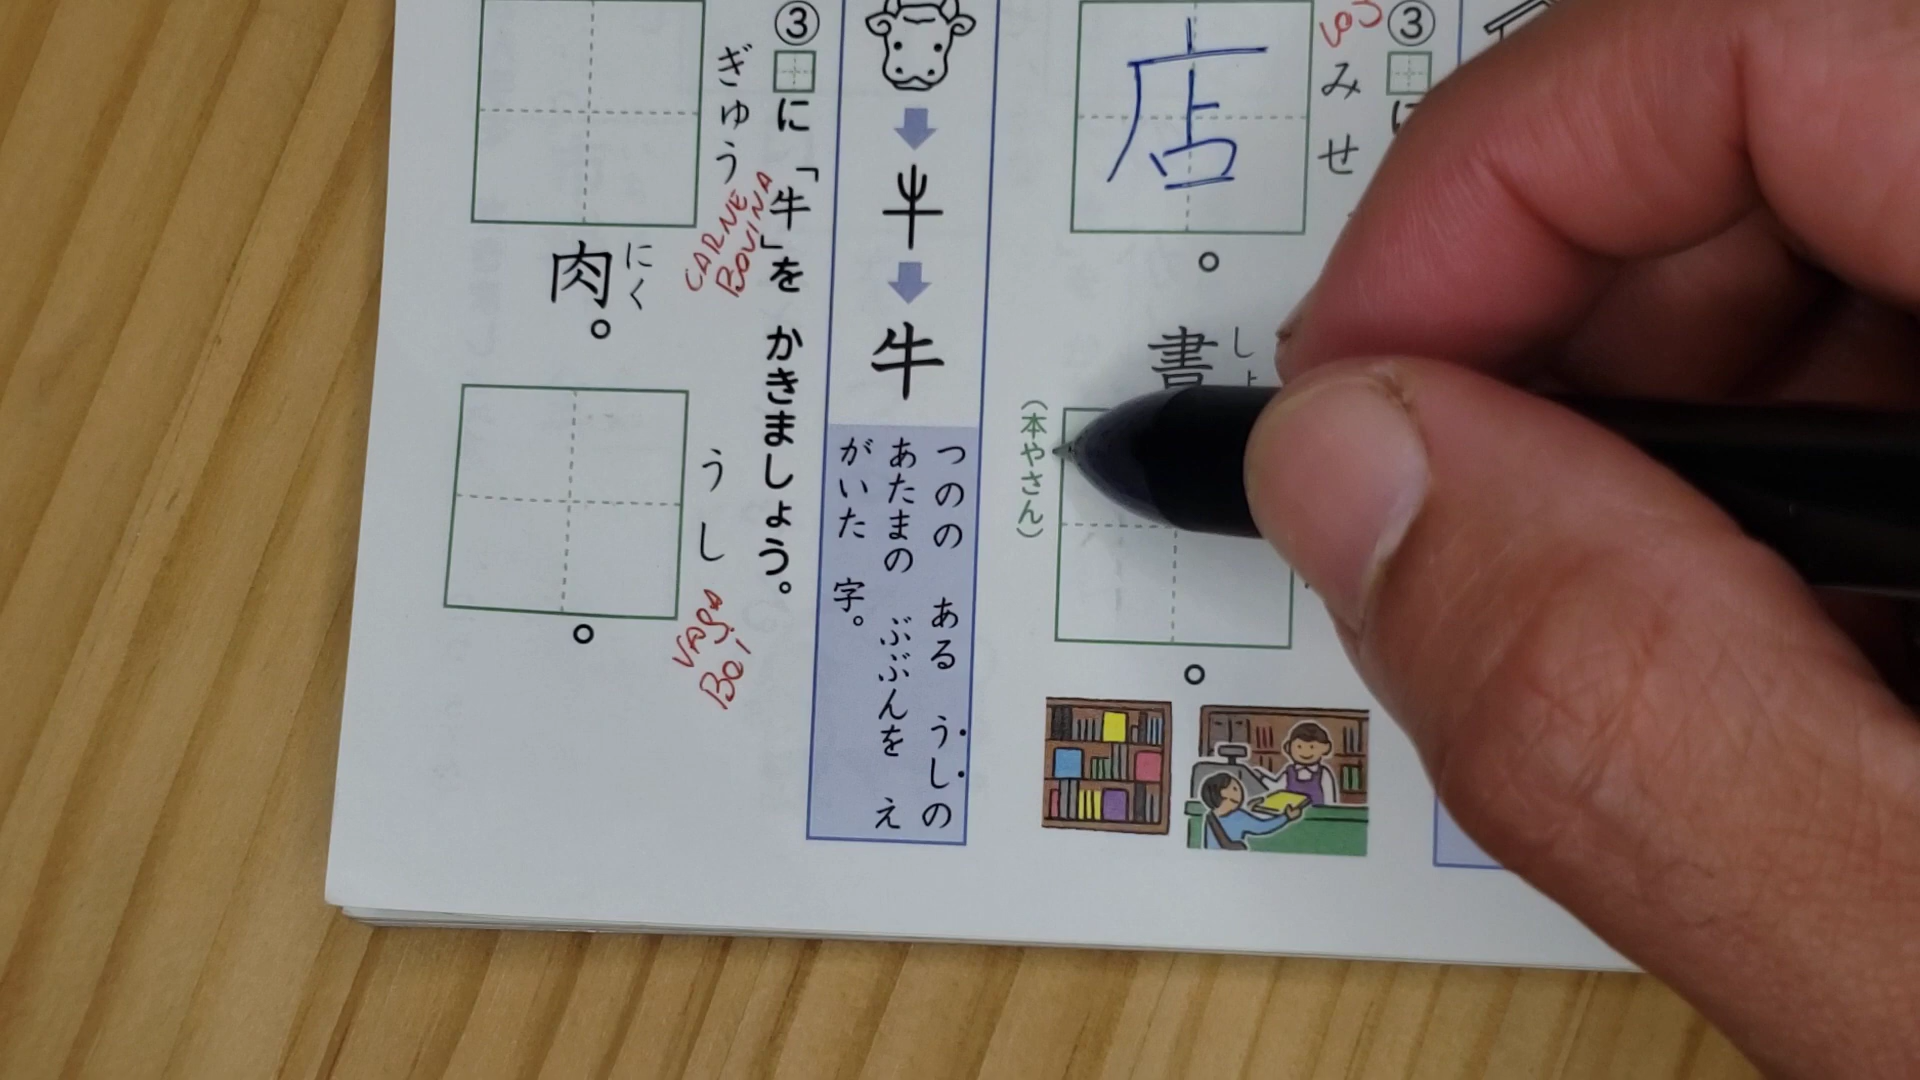 ③
みせ
店。
書
しょ
(本やさん)
牛
牛
つのの ある うしの
あたまの ぶぶんを え
がいた 字。
③ に「牛」を かきましょう。
ぎゅう
CARNE
BOVINA
肉。
にく
うし
VACA
BOI
。